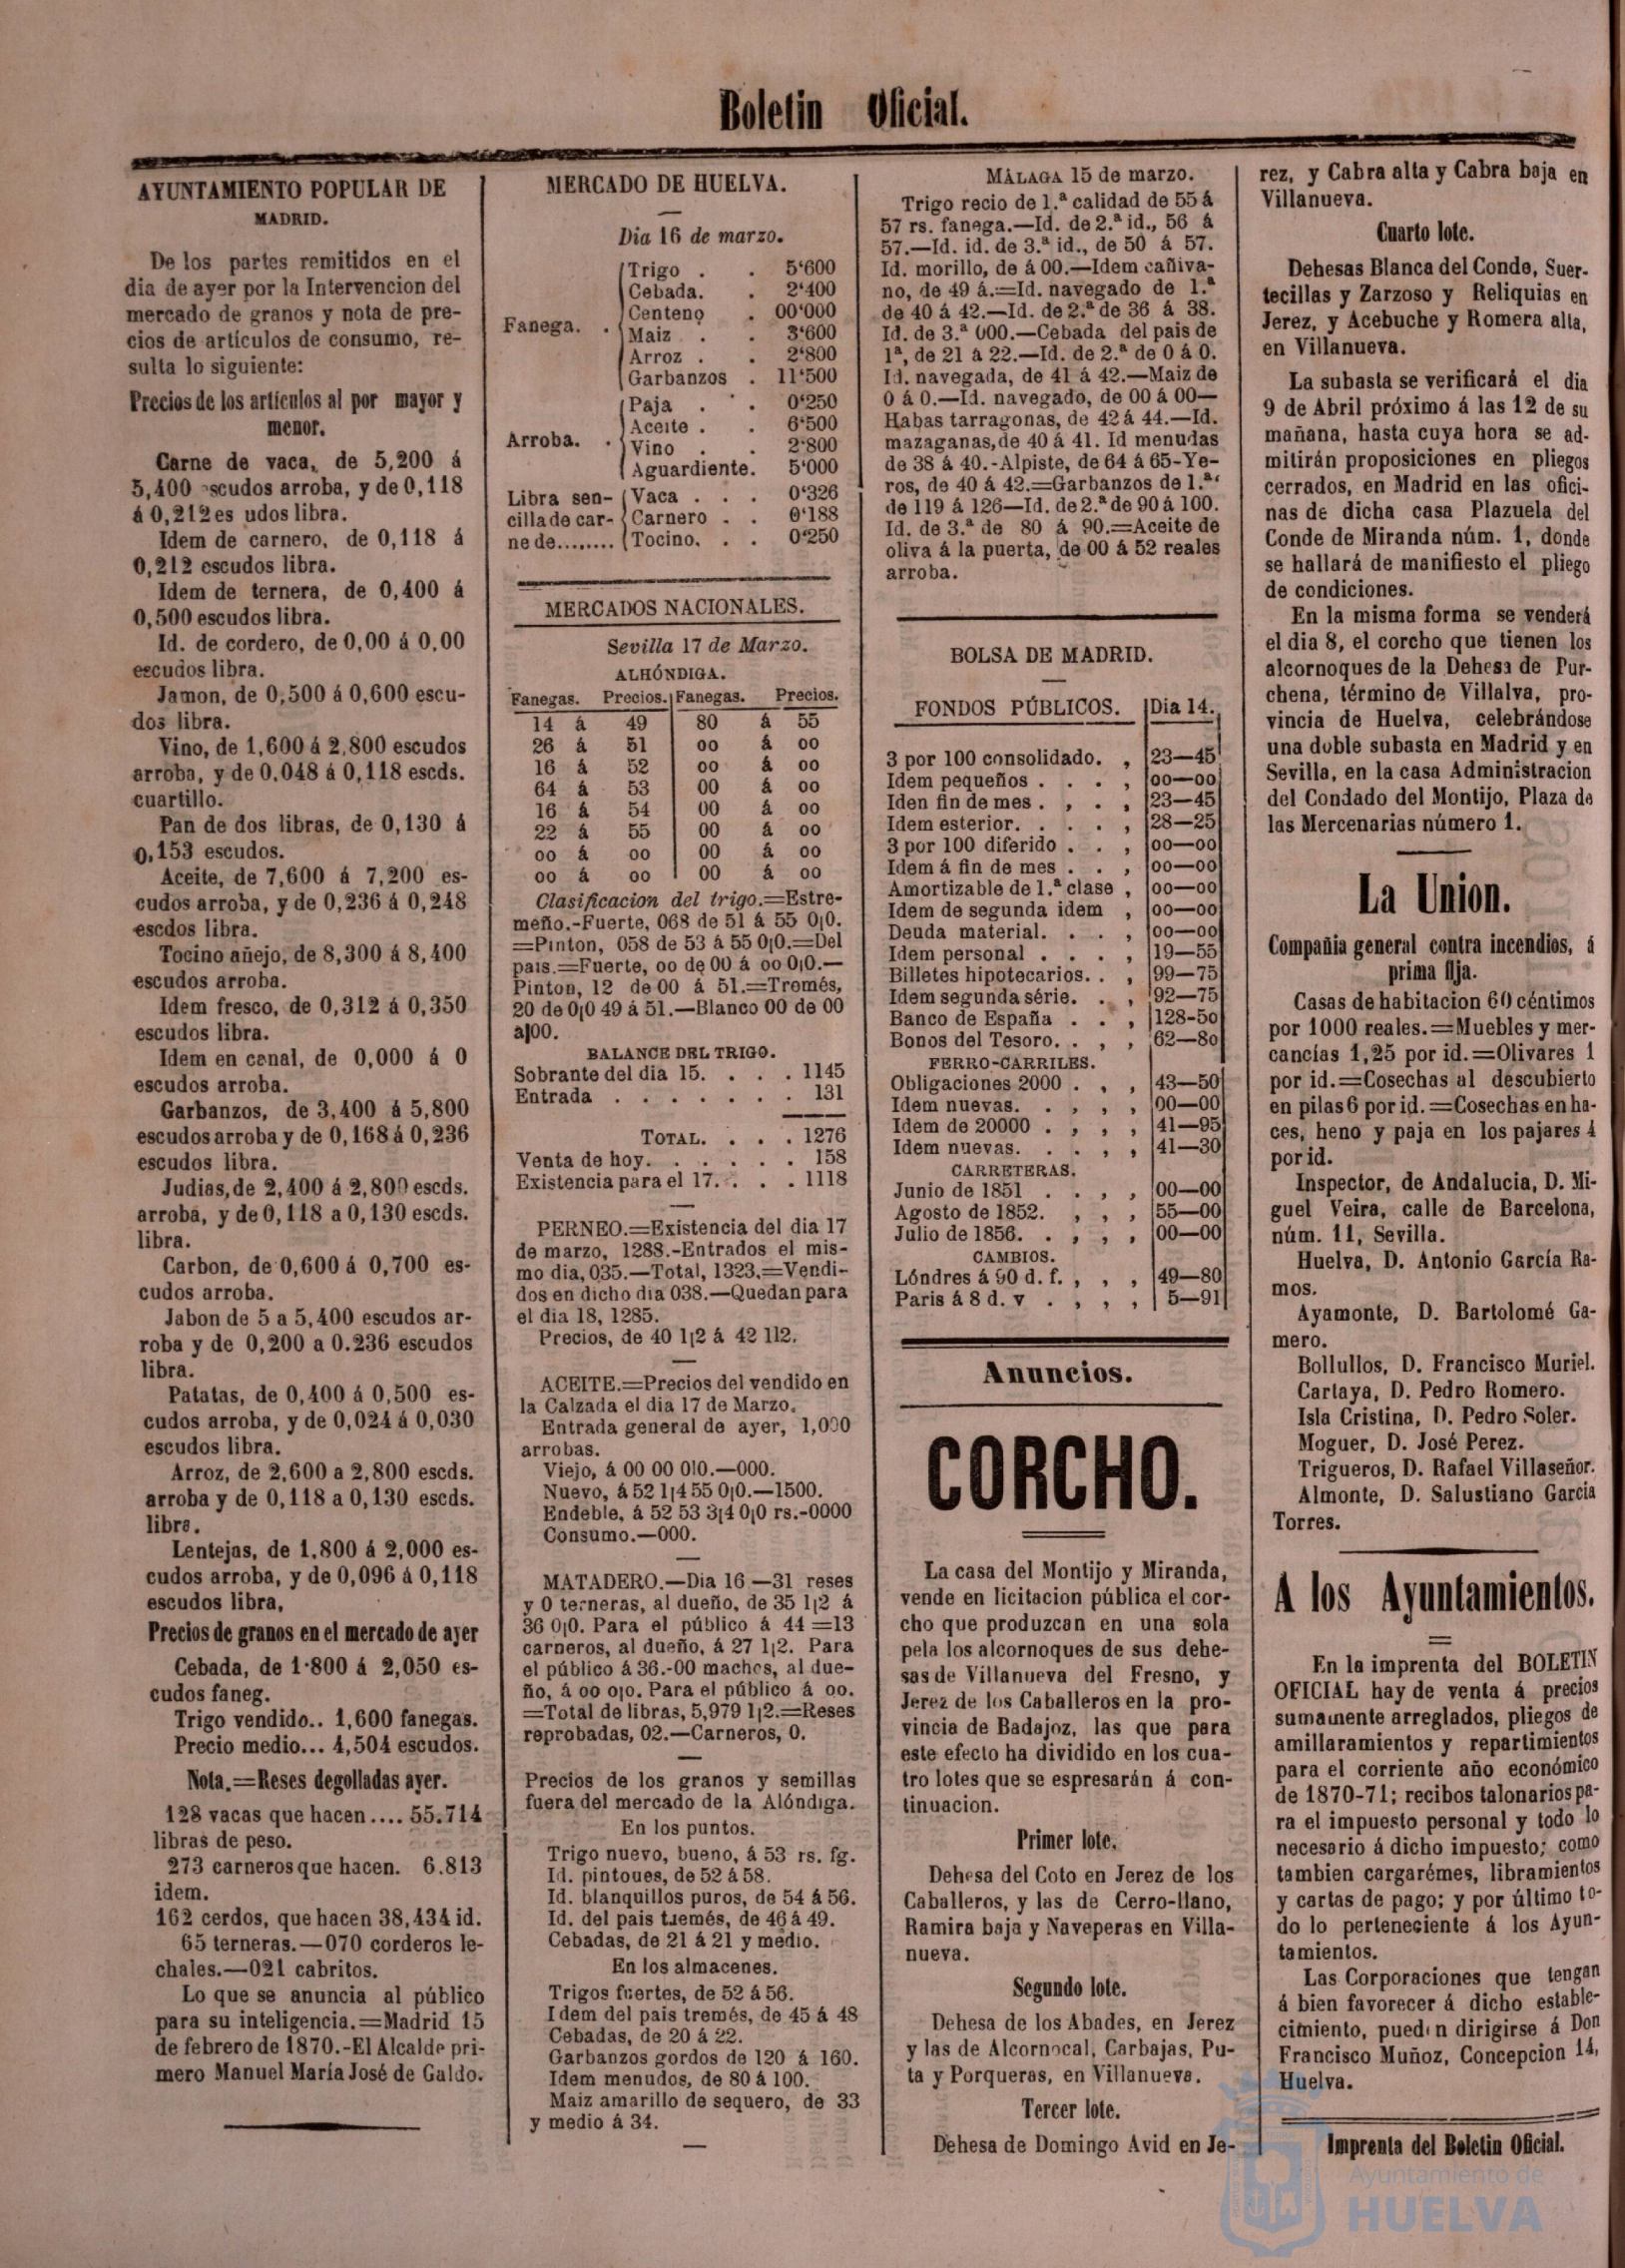 Boletin Oficial.
AYUNTAMIENTO POPULAR DE
MADRID.
De los partes remitidos en el
dia de ayer por la Intervencion del
mercado de granos y nota de pre-
cios de artículos de consumo, re-
sulta lo siguiente:
Precios de los artículos al por mayor y
menor.
Carne de vaca, de 5,200 á
5,400 scudos arroba, y de 0,118
á 0,212 es udos libra.
Idem de carnero, de 0,118 á
0,212 escudos libra.
Idem de ternera, de 0,400 á
0,500 escudos libra.
Id. de cordero, de 0,00 á 0,00
escudos libra.
Jamon, de 0,500 á 0,600 escu-
dos libra.
Vino, de 1,600 á 2,800 escudos
arroba, y de 0.048 á 0,118 escds.
cuartillo.
Pan de dos libras, de 0,130 á
0,153 escudos.
Aceite, de 7,600 á 7,200 es-
cudos arroba, y de 0,236 á 0,248
escdos libra.
Tocino añejo, de 8,300 á 8,400
escudos arroba.
Idem fresco, de 0,312 á 0,350
escudos libra.
Idem en canal, de 0,000 á 0
escudos arroba.
Garbanzos, de 3,400 á 5,800
escudos arroba y de 0,168 á 0,236
escudos libra.
Judias, de 2,400 á 2,800 escds.
arroba, y de 0,118 a 0,130 escds.
libra.
Carbon, de 0,600 á 0,700 es-
cudos arroba.
Jabon de 5 a 5,400 escudos ar-
roba y de 0,200 a 0.236 escudos
libra.
Patatas, de 0,400 á 0,500 es-
cudos arroba, y de 0,024 á 0,030
escudos libra.
Arroz, de 2,600 a 2,800 escds.
arroba y de 0,118 a 0,130 escds.
libra.
Lentejas, de 1,800 á 2,000 es-
cudos arroba, y de 0,096 á 0,118
escudos libra,
Precios de granos en el mercado de ayer
Cebada, de 1·800 á 2,050 es-
cudos faneg.
Trigo vendido.. 1,600 fanegas.
Precio medio... 4,504 escudos.
Nota.=Reses degolladas ayer.
128 vacas que hacen.... 55.714
libras de peso.
273 carneros que hacen. 6.813
idem.
162 cerdos, que hacen 38,434 id.
65 terneras.—070 corderos le-
chales.—021 cabritos.
Lo que se anuncia al público
para su inteligencia.=Madrid 15
de febrero de 1870.-El Alcalde pri-
mero Manuel María José de Galdo.
MERCADO DE HUELVA.
Dia 16 de marzo.
Trigo . . 5‘600
Cebada. . 2‘400
Centeno . 00‘000
Fanega. . Maiz . . 3‘600
Arroz . . 2‘800
Garbanzos . 11‘500
Paja . . 0‘250
Aceite . . 6‘500
Arroba. . Vino . . 2‘800
Aguardiente. 5‘000
Libra sen- Vaca . . . 0‘326
cilla de car- Carnero . . 0‘188
ne de........ Tocino. . . 0‘250
MERCADOS NACIONALES.
Sevilla 17 de Marzo.
ALHÓNDIGA.
Fanegas. Precios. Fanegas. Precios.
14 á 49 80 á 55
26 á 51 00 á 00
16 á 52 00 á 00
64 á 53 00 á 00
16 á 54 00 á 00
22 á 55 00 á 00
00 á 00 00 á 00
00 á 00 00 á 00
Clasificacion del trigo.=Estre-
meño.-Fuerte, 068 de 51 á 55 0¡0.
=Pinton, 058 de 53 á 55 0¡0.=Del
pais.=Fuerte, oo de 00 á oo 0¡0.—
Pinton, 12 de 00 á 51.=Tromés,
20 de 0¡0 49 á 51.—Blanco 00 de 00
a¡00.
BALANCE DEL TRIGO.
Sobrante del dia 15. . . . 1145
Entrada . . . . . . . 131
TOTAL. . . . 1276
Venta de hoy. . . . . . 158
Existencia para el 17. . . . 1118
PERNEO.=Existencia del dia 17
de marzo, 1288.-Entrados el mis-
mo dia, 035.—Total, 1323.=Vendi-
dos en dicho dia 038.—Quedan para
el dia 18, 1285.
Precios, de 40 1¡2 á 42 112.
ACEITE.=Precios del vendido en
la Calzada el dia 17 de Marzo.
Entrada general de ayer, 1,000
arrobas.
Viejo, á 00 00 010.—000.
Nuevo, á 52 1¡4 55 0¡0.—1500.
Endeble, á 52 53 3¡4 0¡0 rs.-0000
Consumo.—000.
MATADERO.—Dia 16 —31 reses
y 0 terneras, al dueño, de 35 1¡2 á
36 0¡0. Para el público á 44 =13
carneros, al dueño, á 27 1¡2. Para
el público á 36.-00 machos, al due-
ño, á oo o¡o. Para el público á oo.
=Total de libras, 5,979 1¡2.=Reses
reprobadas, 02.—Carneros, 0.
Precios de los granos y semillas
fuera del mercado de la Alóndiga.
En los puntos.
Trigo nuevo, bueno, á 53 rs. fg.
Id. pintoues, de 52 á 58.
Id. blanquillos puros, de 54 á 56.
Id. del pais tremés, de 46 á 49.
Cebadas, de 21 á 21 y medio.
En los almacenes.
Trigos fuertes, de 52 á 56.
Idem del pais tremés, de 45 á 48
Cebadas, de 20 á 22.
Garbanzos gordos de 120 á 160.
Idem menudos, de 80 á 100.
Maiz amarillo de sequero, de 33
y medio á 34.
MÁLAGA 15 de marzo.
Trigo recio de 1.ª calidad de 55 á
57 rs. fanega.—Id. de 2.ª id., 56 á
57.—Id. id. de 3.ª id., de 50 á 57.
Id. morillo, de á 00.—Idem cañiva-
no, de 49 á.=Id. navegado de 1.ª
de 40 á 42.—Id. de 2.ª de 36 á 38.
Id. de 3.ª 000.—Cebada del pais de
1ª, de 21 á 22.—Id. de 2.ª de 0 á 0.
Id. navegada, de 41 á 42.—Maiz de
0 á 0.—Id. navegado, de 00 á 00—
Habas tarragonas, de 42 á 44.—Id.
mazaganas, de 40 á 41. Id menudas
de 38 á 40.-Alpiste, de 64 á 65-Ye-
ros, de 40 á 42.=Garbanzos de 1.ª‘
de 119 á 126—Id. de 2.ª de 90 á 100.
Id. de 3.ª de 80 á 90.=Aceite de
oliva á la puerta, de 00 á 52 reales
arroba.
BOLSA DE MADRID.
FONDOS PÚBLICOS. Dia 14.
3 por 100 consolidado. , 23—45
Idem pequeños . . . , 00—00
Iden fin de mes . , . , 23—45
Idem esterior. . . . , 28—25
3 por 100 diferido . . , 00—00
Idem á fin de mes . . , 00—00
Amortizable de 1.ª clase , 00—00
Idem de segunda idem , 00—00
Deuda material. . . , 00—00
Idem personal . . . , 19—55
Billetes hipotecarios. . , 99—75
Idem segunda série. . , 92—75
Banco de España . . , 128-50
Bonos del Tesoro. . , , 62—80
FERRO-CARRILES.
Obligaciones 2000 . , , 43—50
Idem nuevas. . , , , 00—00
Idem de 20000 . , , , 41—95
Idem nuevas. . . , , 41—30
CARRETERAS.
Junio de 1851 . . , , 00—00
Agosto de 1852. , , , 55—00
Julio de 1856. . , , , 00—00
CAMBIOS.
Lóndres á 90 d. f. , , , 49—80
Paris á 8 d. v . , , , 5—91
Anuncios.
CORCHO.
La casa del Montijo y Miranda,
vende en licitacion pública el cor-
cho que produzcan en una sola
pela los alcornoques de sus dehe-
sas de Villanueva del Fresno, y
Jerez de los Caballeros en la pro-
vincia de Badajoz, las que para
este efecto ha dividido en los cua-
tro lotes que se espresarán á con-
tinuacion.
Primer lote.
Dehesa del Coto en Jerez de los
Caballeros, y las de Cerro-llano,
Ramira baja y Naveperas en Villa-
nueva.
Segundo lote.
Dehesa de los Abades, en Jerez
y las de Alcornocal, Carbajas, Pu-
ta y Porqueras, en Villanueva.
Tercer lote.
Dehesa de Domingo Avid en Je-
rez, y Cabra alta y Cabra baja en
Villanueva.
Cuarto lote.
Dehesas Blanca del Conde, Suer-
tecillas y Zarzoso y Reliquias en
Jerez, y Acebuche y Romera alta,
en Villanueva.
La subasta se verificará el dia
9 de Abril próximo á las 12 de su
mañana, hasta cuya hora se ad-
mitirán proposiciones en pliegos
cerrados, en Madrid en las ofici-
nas de dicha casa Plazuela del
Conde de Miranda núm. 1, donde
se hallará de manifiesto el pliego
de condiciones.
En la misma forma se venderá
el dia 8, el corcho que tienen los
alcornoques de la Dehesa de Pur-
chena, término de Villalva, pro-
vincia de Huelva, celebrándose
una doble subasta en Madrid y en
Sevilla, en la casa Administracion
del Condado del Montijo, Plaza de
las Mercenarias número 1.
La Union.
Compañia general contra incendios, á
prima fija.
Casas de habitacion 60 céntimos
por 1000 reales.=Muebles y mer-
cancías 1,25 por id.=Olivares 1
por id.=Cosechas al descubierto
en pilas 6 por id.=Cosechas en ha-
ces, heno y paja en los pajares 4
por id.
Inspector, de Andalucia, D. Mi-
guel Veira, calle de Barcelona,
núm. 11, Sevilla.
Huelva, D. Antonio García Ra-
mos.
Ayamonte, D. Bartolomé Ga-
mero.
Bollullos, D. Francisco Muriel.
Cartaya, D. Pedro Romero.
Isla Cristina, D. Pedro Soler.
Moguer, D. José Perez.
Trigueros, D. Rafael Villaseñor.
Almonte, D. Salustiano Garcia
Torres.
A los Ayuntamientos.
En la imprenta del BOLETIN
OFICIAL hay de venta á precios
sumamente arreglados, pliegos de
amillaramientos y repartimientos
para el corriente año económico
de 1870-71; recibos talonarios pa-
ra el impuesto personal y todo lo
necesario á dicho impuesto; como
tambien cargarémes, libramientos
y cartas de pago; y por último to-
do lo perteneciente á los Ayun-
tamientos.
Las Corporaciones que tengan
á bien favorecer á dicho estable-
cimiento, pueden dirigirse á Don
Francisco Muñoz, Concepcion 14,
Huelva.
Imprenta del Boletin Oficial.
Ayuntamiento de
HUELVA